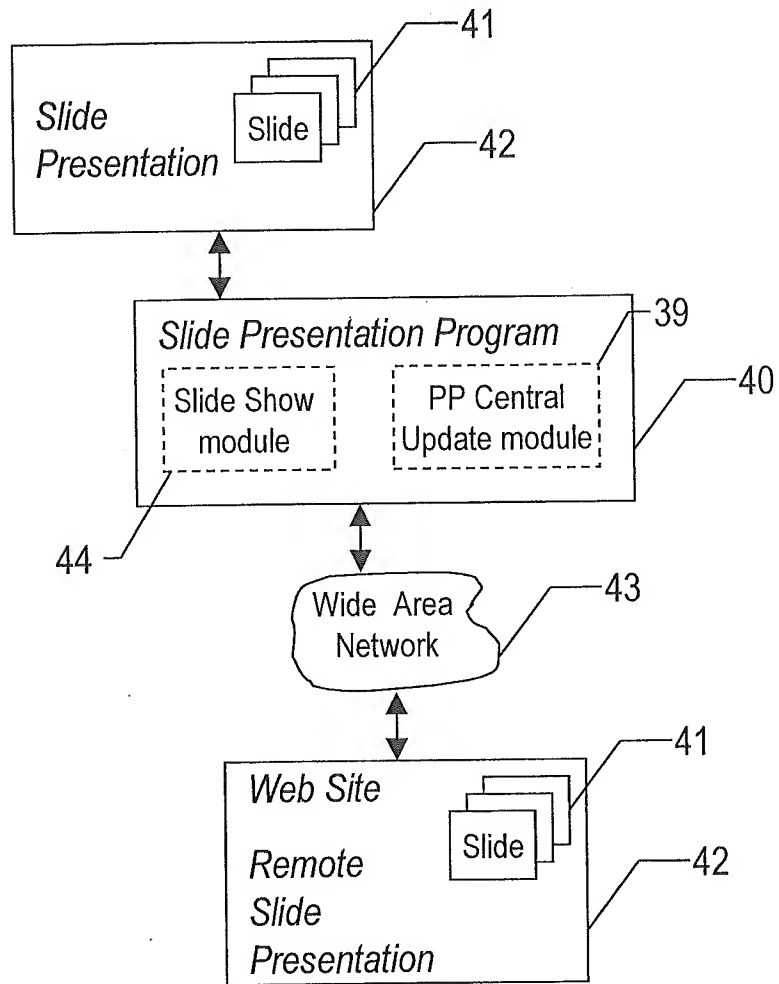 41
Slide
Presentation
Slide
42
Slide Presentation Program
39
Slide Show
module
PP Central
Update module
40
44
Wide Area
Network
43
Web Site
41
Slide
Remote
Slide
Presentation
42